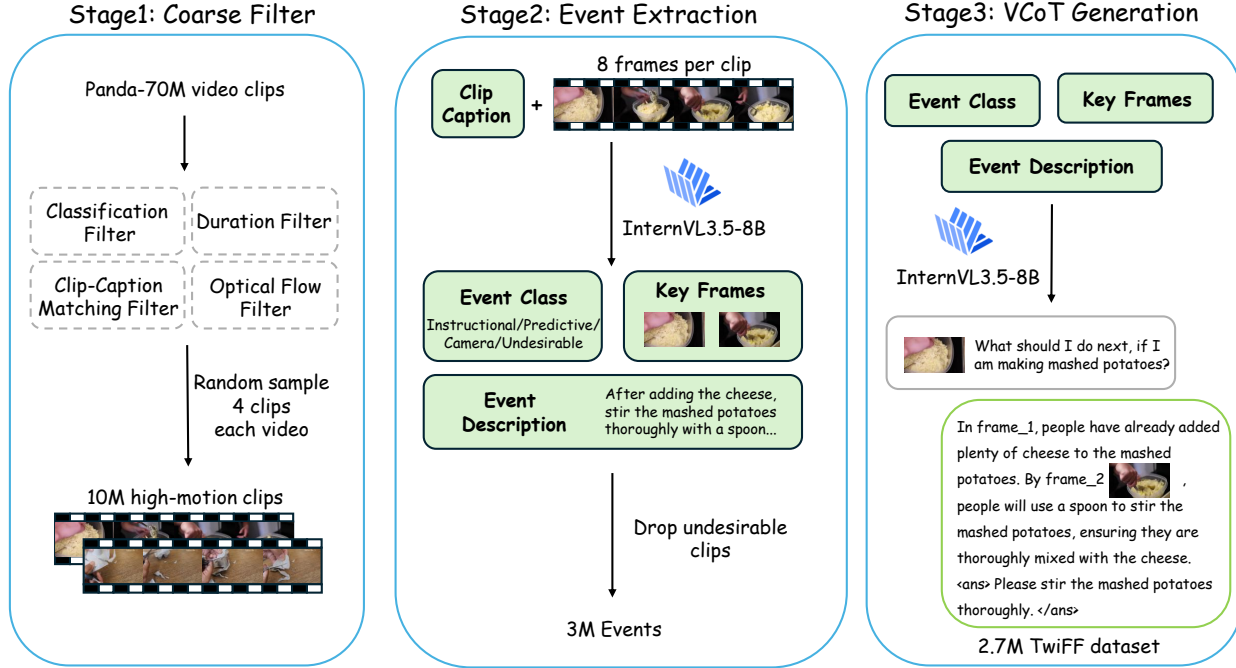 Stage1: Coarse Filter
Panda-70M video clips
Classification
Filter
Duration Filter
Clip-Caption
Matching Filter
Optical Flow
Filter
Random sample
4 clips
each video
10M high-motion clips
Stage2: Event Extraction
8 frames per clip
Clip
Caption
+
InternVL3.5-8B
Event Class
Instructional/Predictive/
Camera/Undesirable
Key Frames
Event
Description
After adding the cheese,
stir the mashed potatoes
thoroughly with a spoon...
Drop undesirable
clips
3M Events
Stage3: VCoT Generation
Event Class
Key Frames
Event Description
InternVL3.5-8B
What should I do next, if I
am making mashed potatoes?
In frame_1, people have already added
plenty of cheese to the mashed
potatoes. By frame_2 ,
people will use a spoon to stir the
mashed potatoes, ensuring they are
thoroughly mixed with the cheese.
<ans> Please stir the mashed potatoes
thoroughly. </ans>
2.7M TwiFF dataset